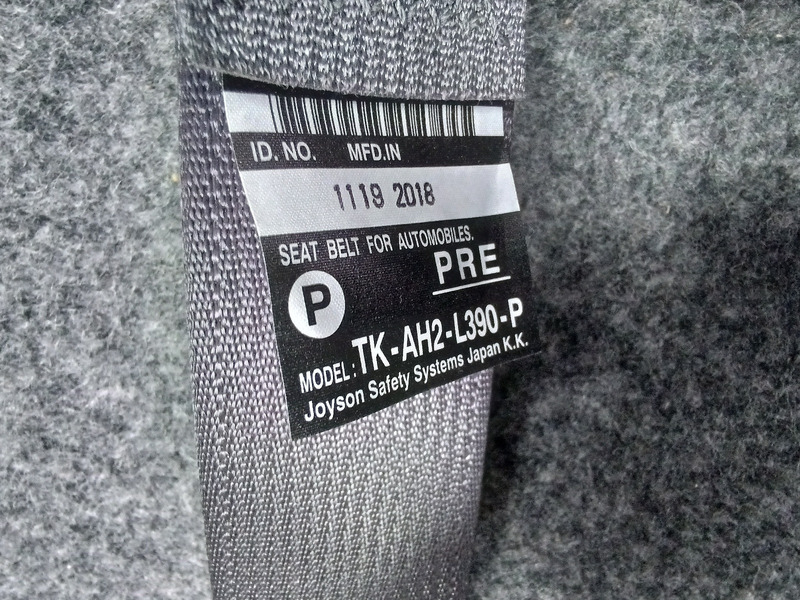 ID. NO. MFD.IN
1119 2018
SEAT BELT FOR AUTOMOBILES.
P PRE
MODEL: TK-AH2-L390-P
Joyson Safety Systems Japan K.K.